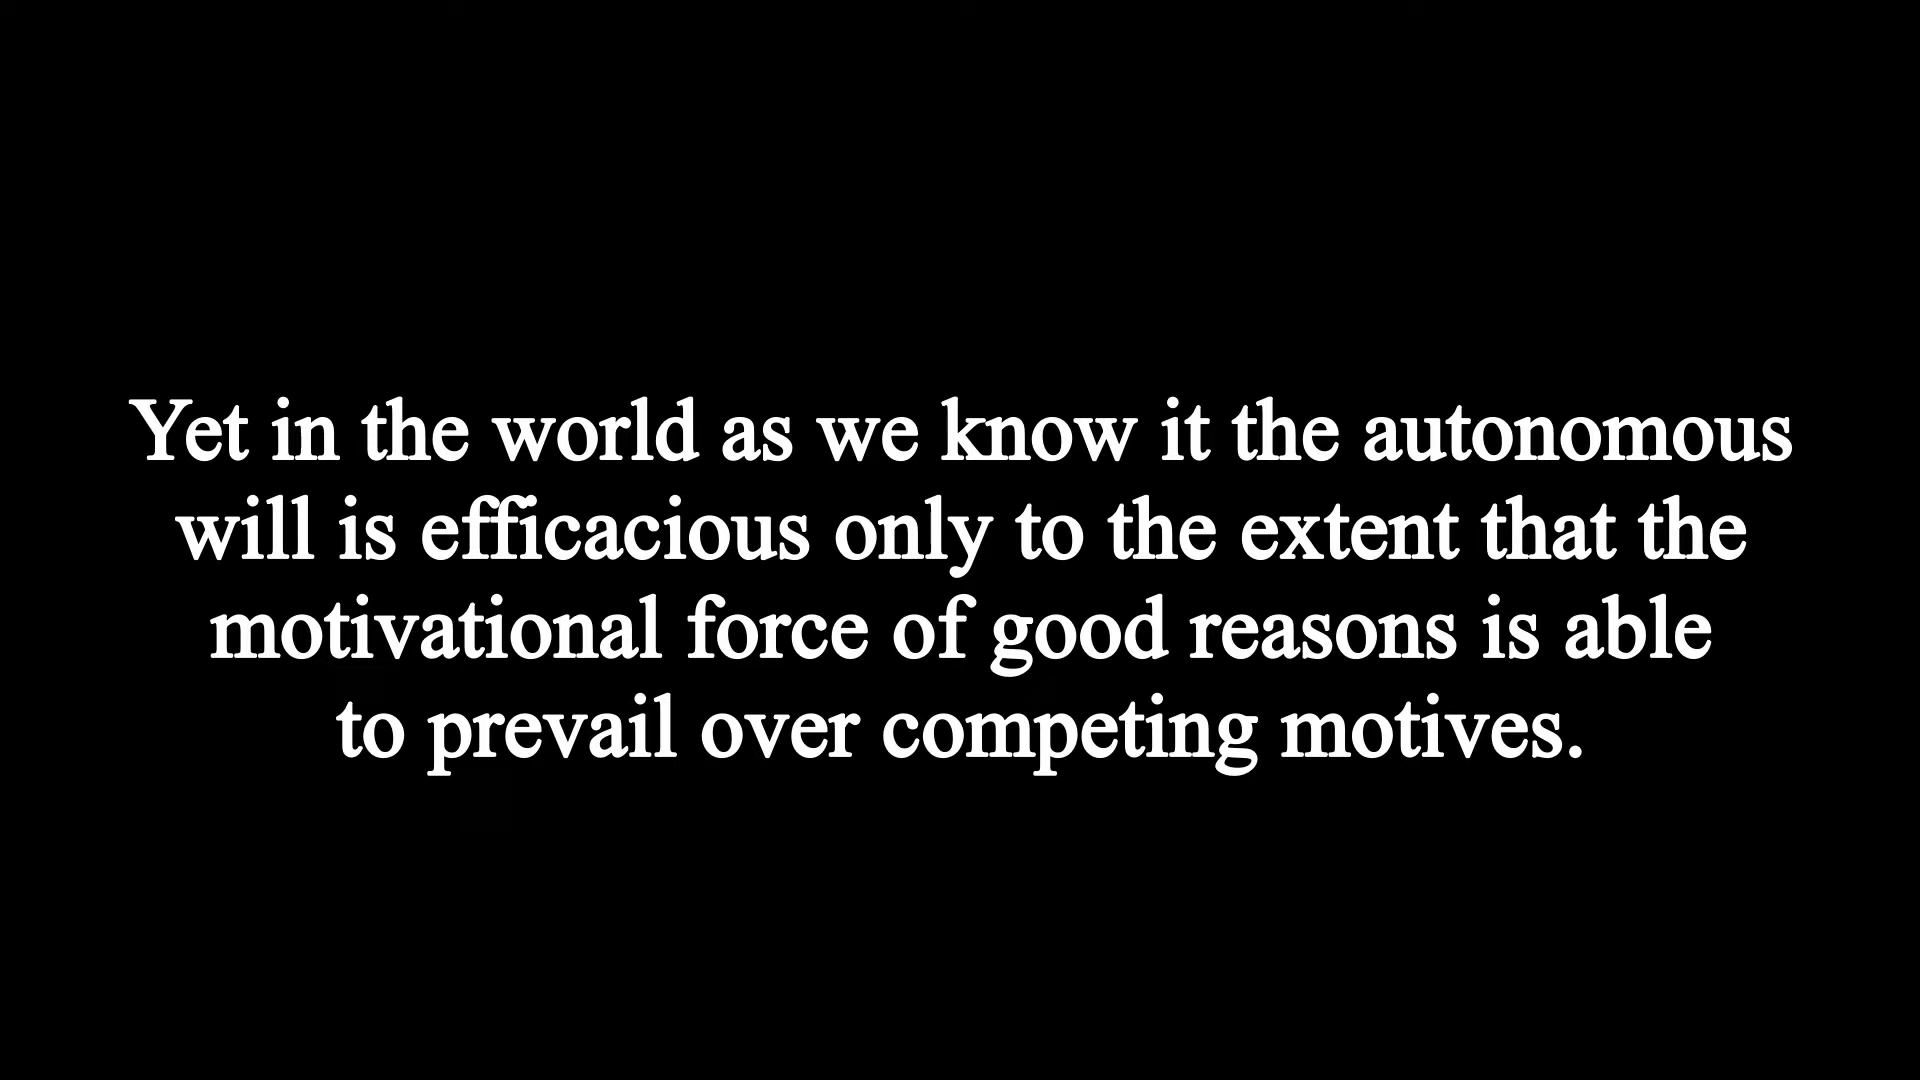 Yet in the world as we know it the autonomous
will is efficacious only to the extent that the
motivational force of good reasons is able
to prevail over competing motives.